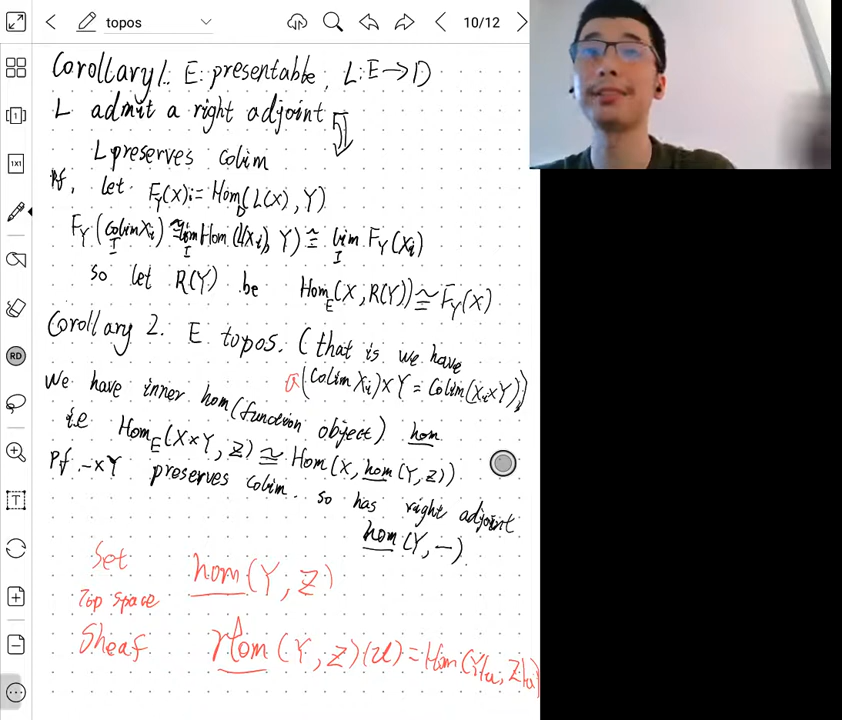 topos
10/12
Corollary 1. E: presentable, L: E → D
L admit a right adjoint
L preserves colim
Pf. let F_Y(X) := Hom_D(L(X), Y)
F_Y(colim_I X_i) ≅ lim_I Hom(L(X_i), Y) ≅ lim_I F_Y(X_i)
so let R(Y) be Hom_E(X, R(Y)) ≅ F_Y(X)
Corollary 2. E topos. (that is we have
(colim X_i) × Y = colim(X_i × Y))
We have inner hom (function object) hom
i.e Hom_E(X × Y, Z) ≅ Hom(X, hom(Y, Z))
Pf. - × Y preserves colim. so has right adjoint
hom(Y, -)
Set hom(Y, Z)
Top space
Sheaf Hom(Y, Z)(U) = Hom(Y|u, Z|u)
RD
1X1
1
T